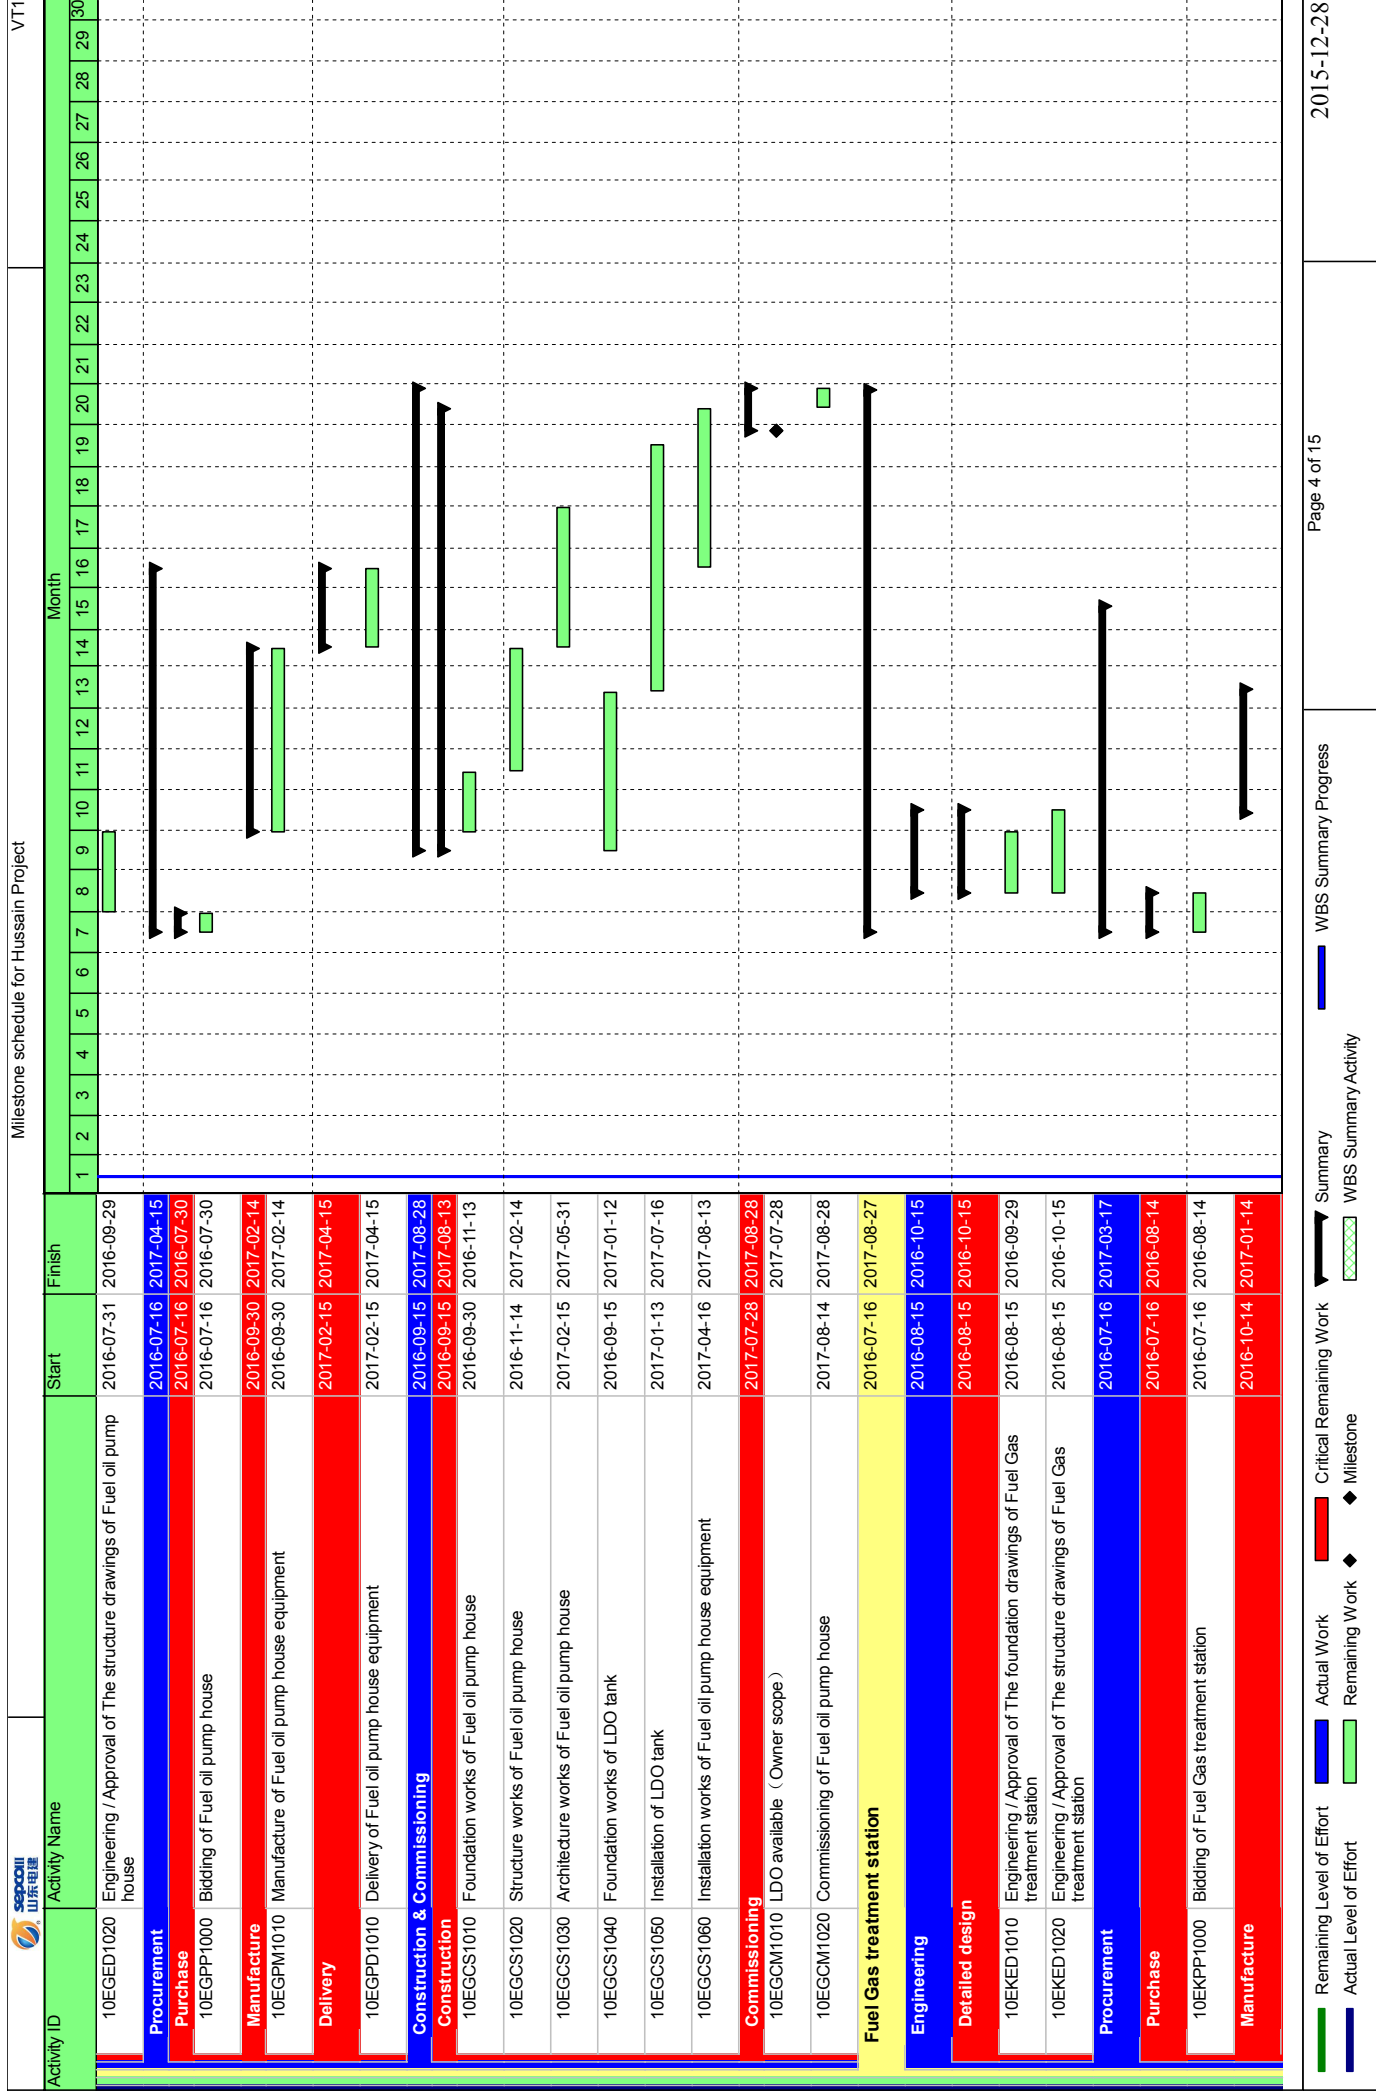 sepcoIII
山东电建
Milestone schedule for Hussain Project
VT1
Activity ID Activity Name Start Finish Month
1 2 3 4 5 6 7 8 9 10 11 12 13 14 15 16 17 18 19 20 21 22 23 24 25 26 27 28 29 30
10EGED1020 Engineering / Approval of The structure drawings of Fuel oil pump 2016-07-31 2016-09-29
house
Procurement 2016-07-16 2017-04-15
Purchase 2016-07-16 2016-07-30
10EGPP1000 Bidding of Fuel oil pump house 2016-07-16 2016-07-30
Manufacture 2016-09-30 2017-02-14
10EGPM1010 Manufacture of Fuel oil pump house equipment 2016-09-30 2017-02-14
Delivery 2017-02-15 2017-04-15
10EGPD1010 Delivery of Fuel oil pump house equipment 2017-02-15 2017-04-15
Construction & Commissioning 2016-09-15 2017-08-28
Construction 2016-09-15 2017-08-13
10EGCS1010 Foundation works of Fuel oil pump house 2016-09-30 2016-11-13
10EGCS1020 Structure works of Fuel oil pump house 2016-11-14 2017-02-14
10EGCS1030 Architecture works of Fuel oil pump house 2017-02-15 2017-05-31
10EGCS1040 Foundation works of LDO tank 2016-09-15 2017-01-12
10EGCS1050 Installation of LDO tank 2017-01-13 2017-07-16
10EGCS1060 Installation works of Fuel oil pump house equipment 2017-04-16 2017-08-13
Commissioning 2017-07-28 2017-08-28
10EGCM1010 LDO available（Owner scope） 2017-07-28
10EGCM1020 Commissioning of Fuel oil pump house 2017-08-14 2017-08-28
Fuel Gas treatment station 2016-07-16 2017-08-27
Engineering 2016-08-15 2016-10-15
Detailed design 2016-08-15 2016-10-15
10EKED1010 Engineering / Approval of The foundation drawings of Fuel Gas 2016-08-15 2016-09-29
treatment station
10EKED1020 Engineering / Approval of The structure drawings of Fuel Gas 2016-08-15 2016-10-15
treatment station
Procurement 2016-07-16 2017-03-17
Purchase 2016-07-16 2016-08-14
10EKPP1000 Bidding of Fuel Gas treatment station 2016-07-16 2016-08-14
Manufacture 2016-10-14 2017-01-14
Remaining Level of Effort Actual Work Critical Remaining Work Summary WBS Summary Progress
Actual Level of Effort Remaining Work Milestone WBS Summary Activity
Page 4 of 15
2015-12-28